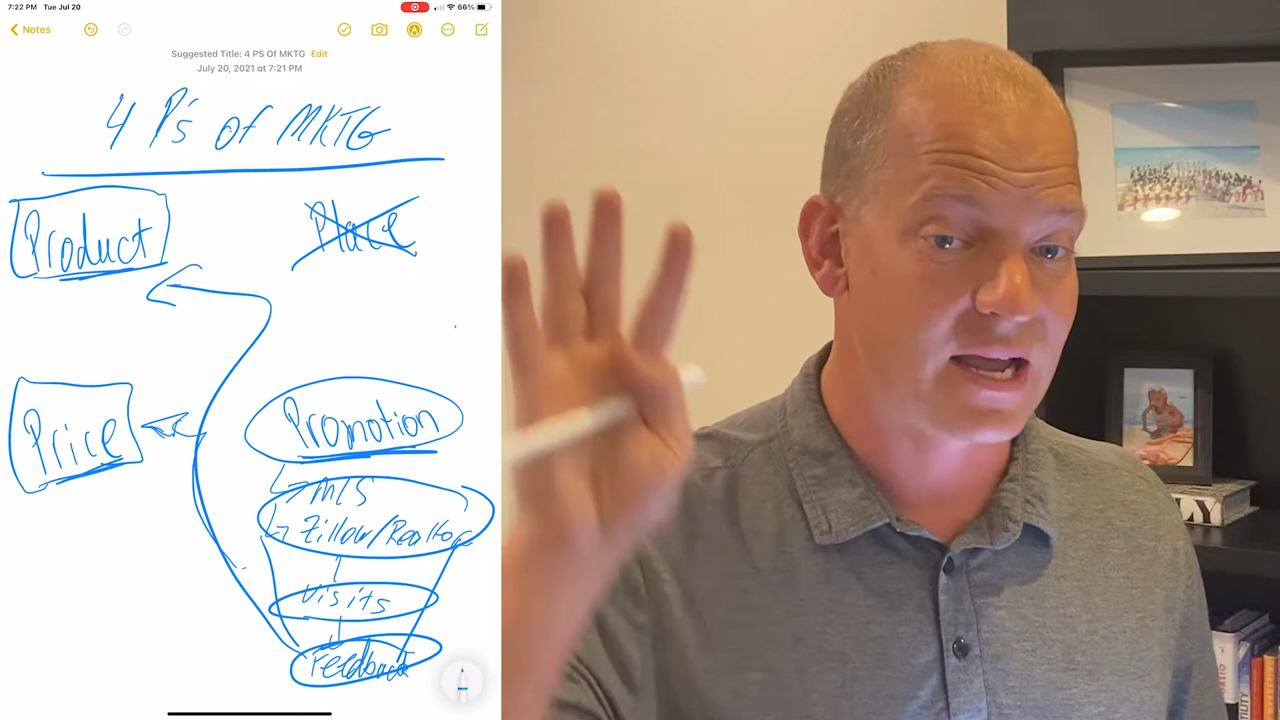 7:22 PM Tue Jul 20
66%
Notes
Suggested Title: 4 PS Of MKTG Edit
July 20, 2021 at 7:21 PM
4 P's of MKTG
Product
Place
Price
Promotion
MLS
Zillow/Realtor
Visits
Feedback
LY